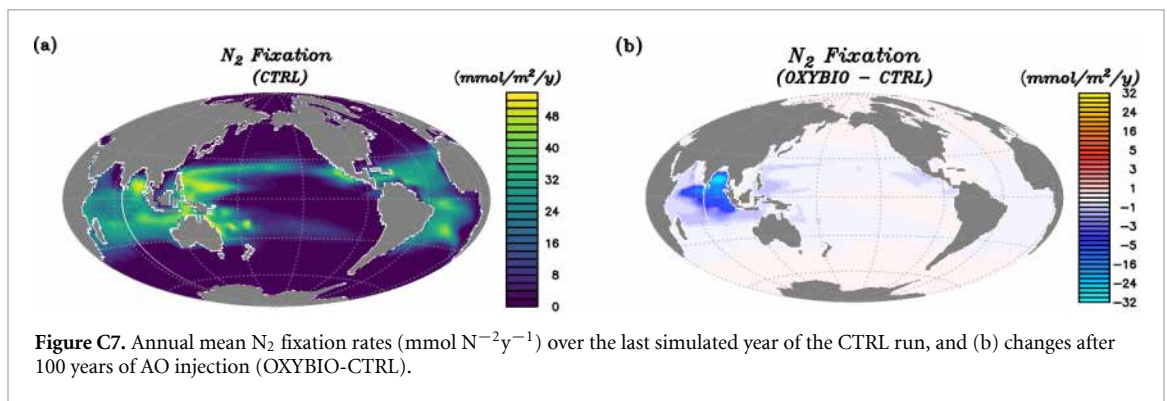 (a)
N₂ Fixation
(CTRL)
(mmol/m²/y)
48
40
32
24
16
8
0
(b)
N₂ Fixation
(OXYBIO – CTRL)
(mmol/m²/y)
32
24
16
5
3
1
−1
−3
−5
−16
−24
−32
Figure C7. Annual mean N₂ fixation rates (mmol N⁻²y⁻¹) over the last simulated year of the CTRL run, and (b) changes after
100 years of AO injection (OXYBIO-CTRL).